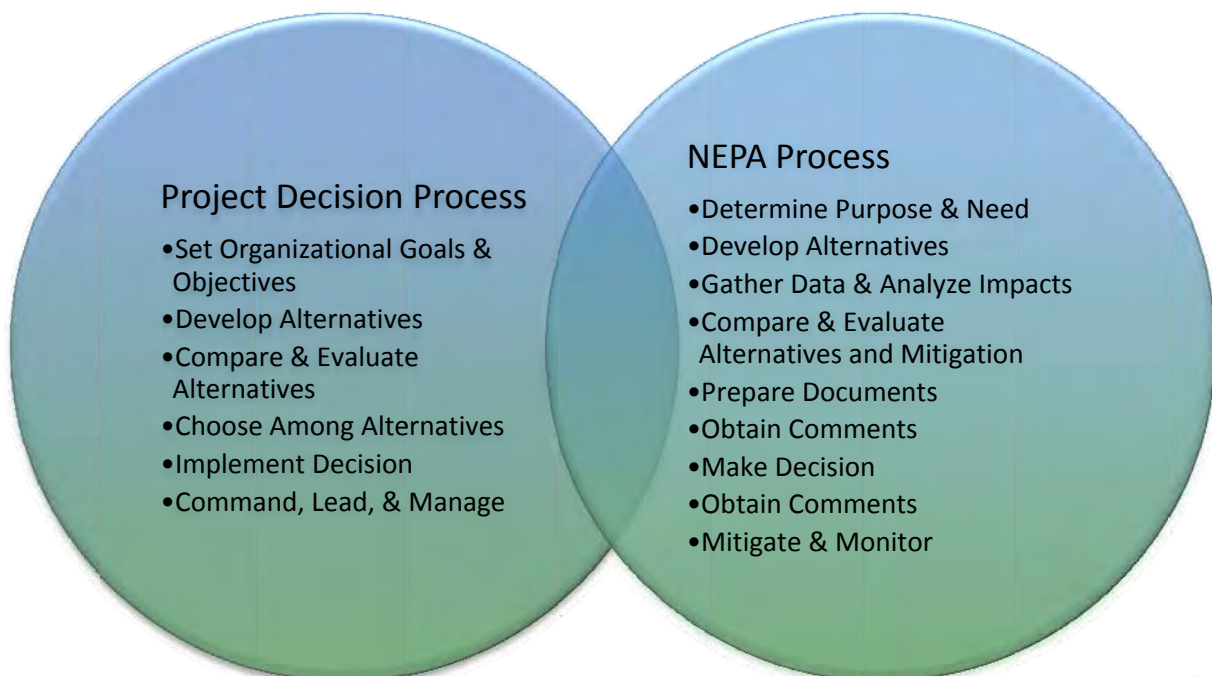 Project Decision Process
•Set Organizational Goals &
Objectives
•Develop Alternatives
•Compare & Evaluate
Alternatives
•Choose Among Alternatives
•Implement Decision
•Command, Lead, & Manage
NEPA Process
•Determine Purpose & Need
•Develop Alternatives
•Gather Data & Analyze Impacts
•Compare & Evaluate
Alternatives and Mitigation
•Prepare Documents
•Obtain Comments
•Make Decision
•Obtain Comments
•Mitigate & Monitor